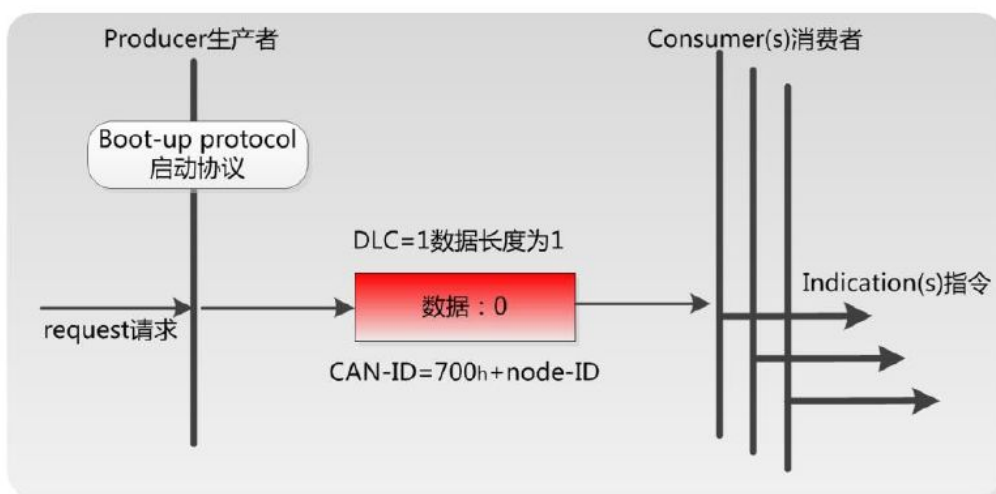 Producer生产者
Consumer(s)消费者
Boot-up protocol
启动协议
DLC=1数据长度为1
数据：0
CAN-ID=700h+node-ID
request请求
Indication(s)指令